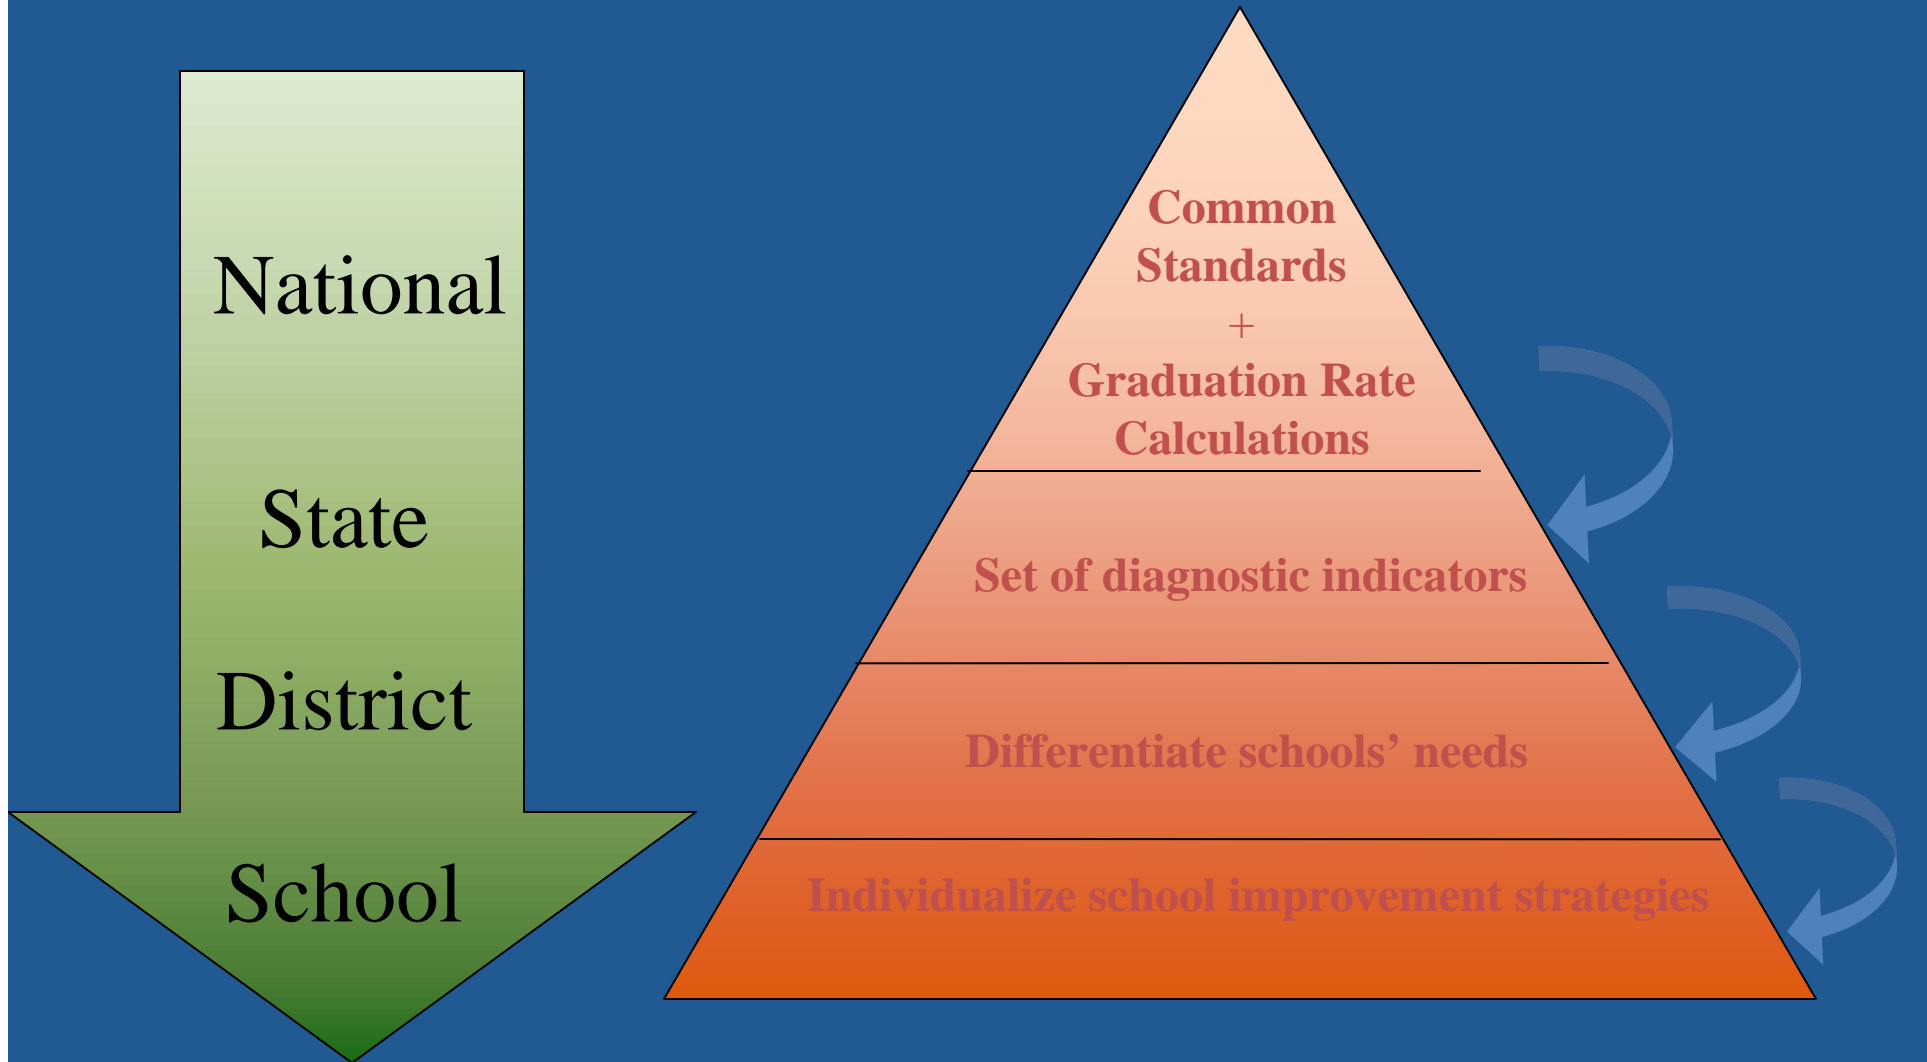 National
State
District
School
Common
Standards
+
Graduation Rate
Calculations
Set of diagnostic indicators
Differentiate schools’ needs
Individualize school improvement strategies